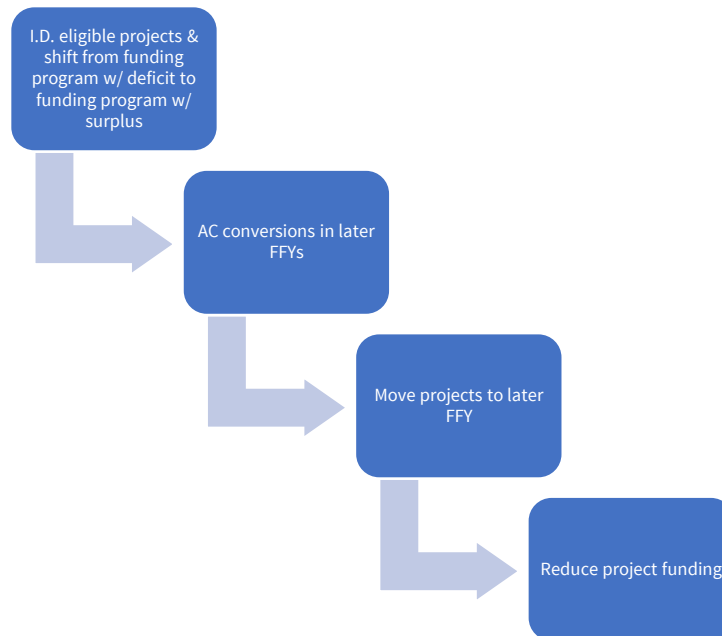 I.D. eligible projects &
shift from funding
program w/ deficit to
funding program w/
surplus
AC conversions in later
FFYs
Move projects to later
FFY
Reduce project funding